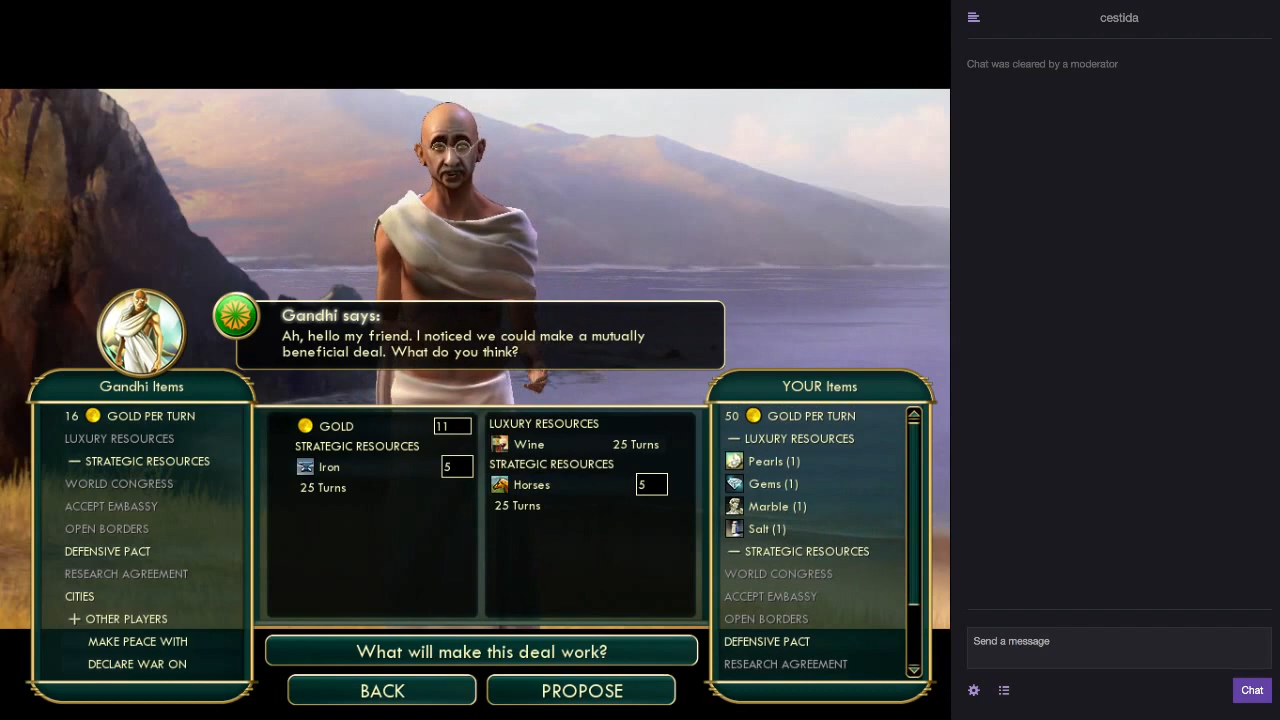 cestida
Chat was cleared by a moderator
Gandhi says:
Ah, hello my friend. I noticed we could make a mutually
beneficial deal. What do you think?
Gandhi Items
16 GOLD PER TURN
LUXURY RESOURCES
— STRATEGIC RESOURCES
WORLD CONGRESS
ACCEPT EMBASSY
OPEN BORDERS
DEFENSIVE PACT
RESEARCH AGREEMENT
CITIES
+ OTHER PLAYERS
MAKE PEACE WITH
DECLARE WAR ON
GOLD 11
STRATEGIC RESOURCES
Iron 5
25 Turns
LUXURY RESOURCES
Wine 25 Turns
STRATEGIC RESOURCES
Horses 5
25 Turns
YOUR Items
50 GOLD PER TURN
— LUXURY RESOURCES
Pearls (1)
Gems (1)
Marble (1)
Salt (1)
— STRATEGIC RESOURCES
WORLD CONGRESS
ACCEPT EMBASSY
OPEN BORDERS
DEFENSIVE PACT
RESEARCH AGREEMENT
What will make this deal work?
BACK
PROPOSE
Send a message
Chat